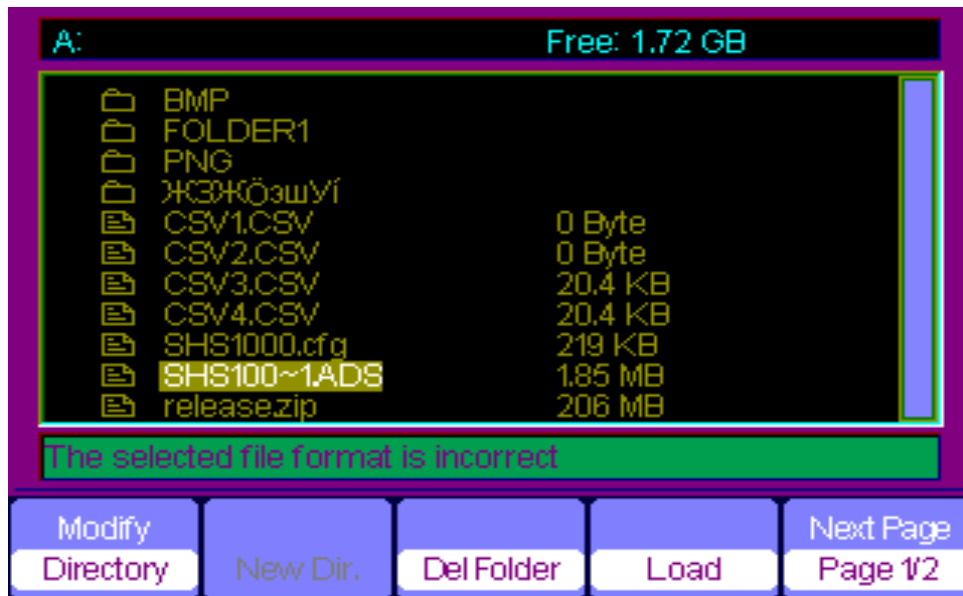 A: Free: 1.72 GB
BMP
FOLDER1
PNG
ЖЗЖÖэшУí
CSV1.CSV 0 Byte
CSV2.CSV 0 Byte
CSV3.CSV 20.4 KB
CSV4.CSV 20.4 KB
SHS1000.cfg 219 KB
SHS100~1.ADS 1.85 MB
release.zip 206 MB
The selected file format is incorrect
Modify Next Page
Directory New Dir. Del Folder Load Page 1/2